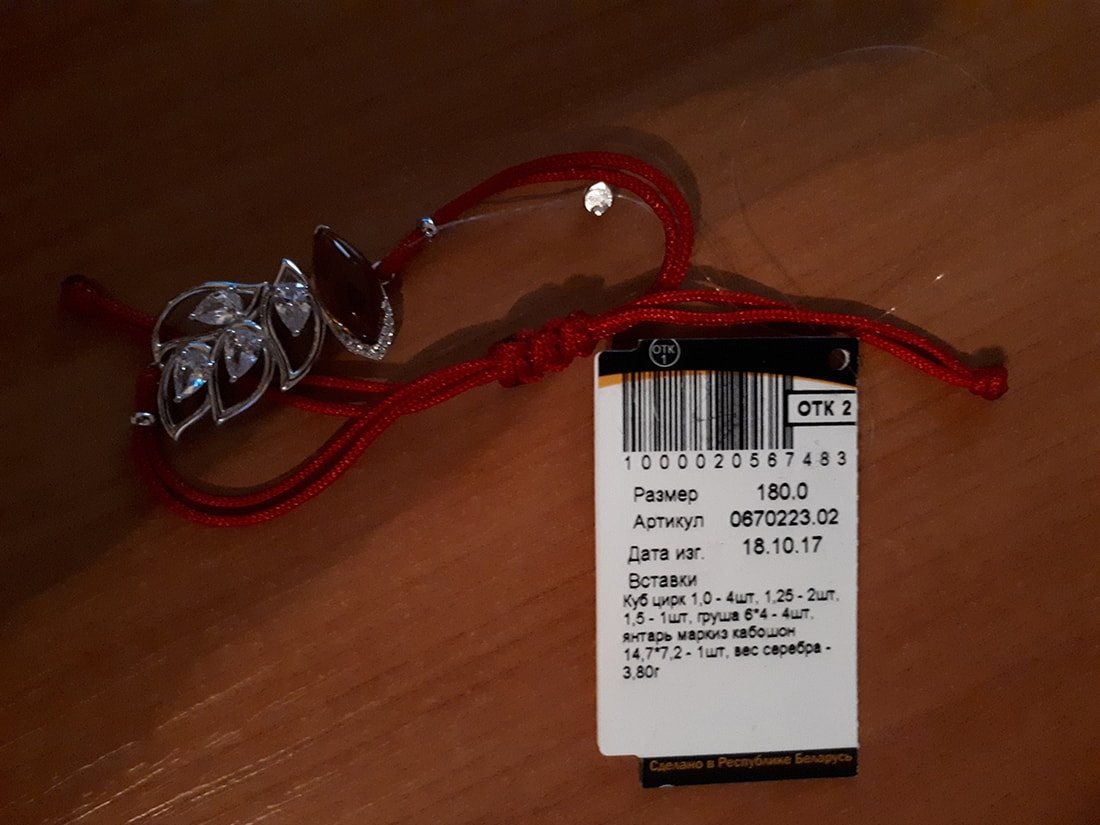 ОТК
1
ОТК 2
1000020567483
Размер 180.0
Артикул 0670223.02
Дата изг. 18.10.17
Вставки
Куб цирк 1,0 - 4шт, 1,25 - 2шт,
1,5 - 1шт, груша 6*4 - 4шт,
янтарь маркиз кабошон
14,7*7,2 - 1шт, вес серебра -
3,80г
Сделано в Республике Беларусь